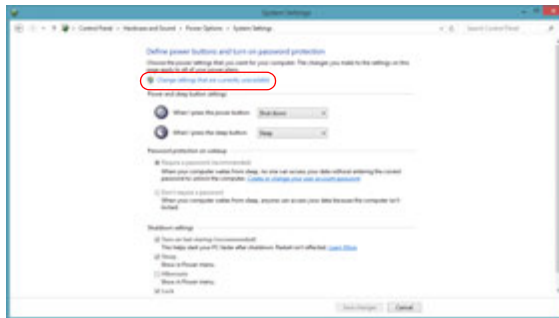 System Settings
Control Panel › Hardware and Sound › Power Options › System Settings
Search Control Panel
Define power buttons and turn on password protection
Choose the power settings that you want for your computer. The changes you make to the settings on this
page apply to all of your power plans.
Change settings that are currently unavailable
Power and sleep button settings
When I press the power button: Shut down
When I press the sleep button: Sleep
Password protection on wakeup
Require a password (recommended)
When your computer wakes from sleep, no one can access your data without entering the correct
password to unlock the computer. Create or change your user account password
Don't require a password
When your computer wakes from sleep, anyone can access your data because the computer isn't
locked.
Shutdown settings
Turn on fast startup (recommended)
This helps start your PC faster after shutdown. Restart isn't affected. Learn More
Sleep
Show in Power menu.
Hibernate
Show in Power menu.
Lock
Save changes Cancel